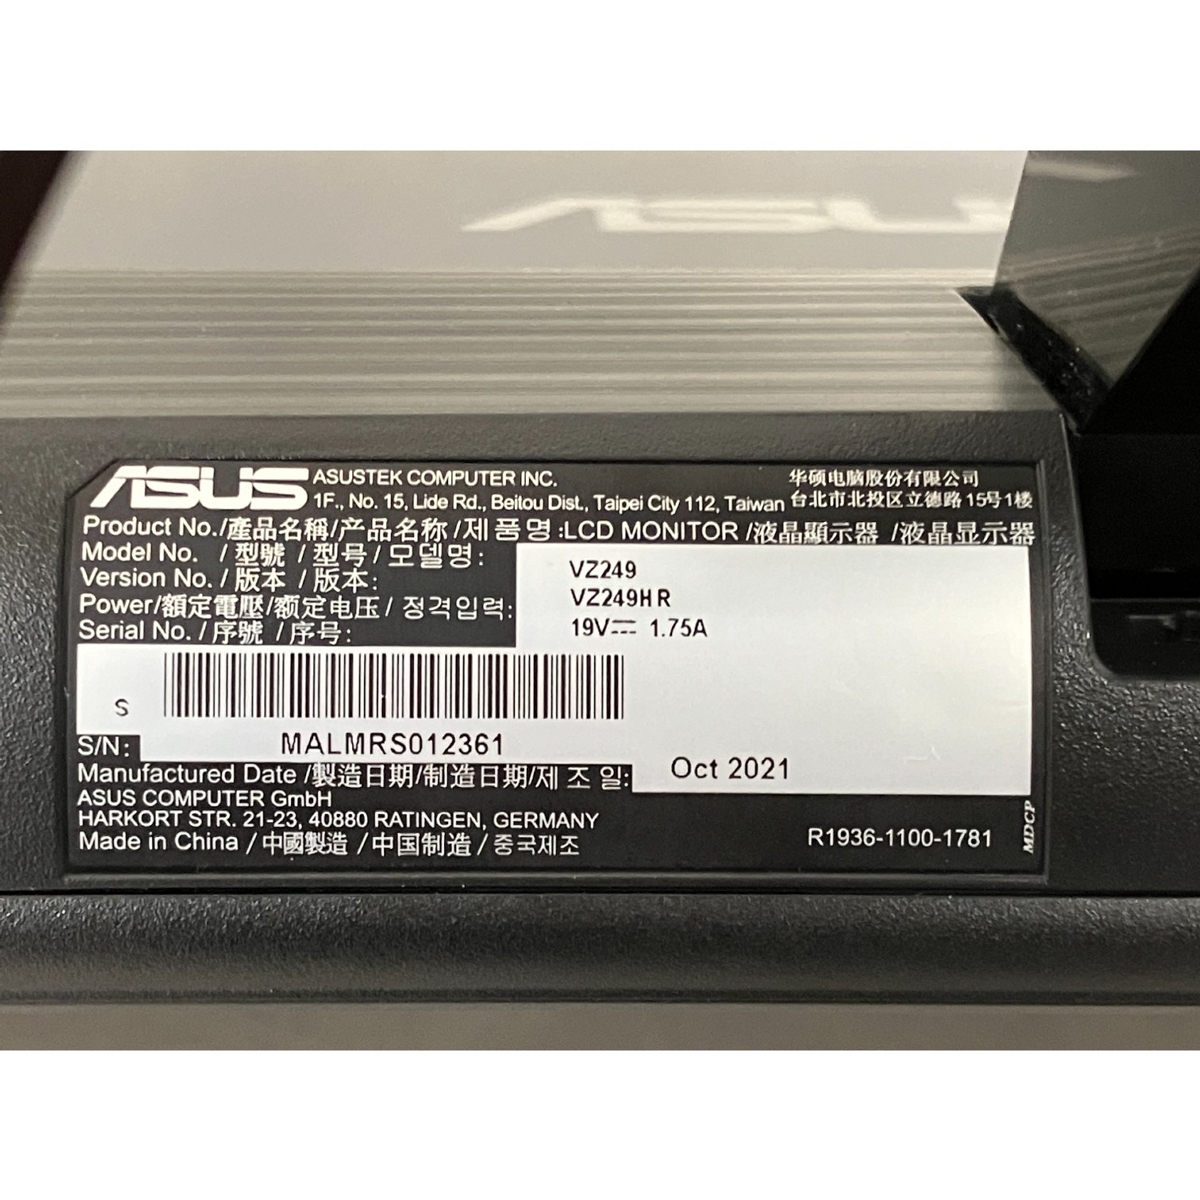 ASUS
ASUS ASUSTEK COMPUTER INC. 华硕电脑股份有限公司
1F., No. 15, Lide Rd., Beitou Dist., Taipei City 112, Taiwan 台北市北投区立德路15号1楼
Product No./產品名稱/产品名称/제품명:LCD MONITOR /液晶顯示器 /液晶显示器
Model No. /型號 /型号/모델명: VZ249
Version No. /版本 /版本: VZ249HR
Power/額定電壓/额定电压/ 정격입력: 19V⎓ 1.75A
Serial No. /序號 /序号:
S
S/N: MALMRS012361
Manufactured Date /製造日期/制造日期/제조일: Oct 2021
ASUS COMPUTER GmbH
HARKORT STR. 21-23, 40880 RATINGEN, GERMANY
Made in China /中國製造 /中国制造 /중국제조 R1936-1100-1781
MDCP